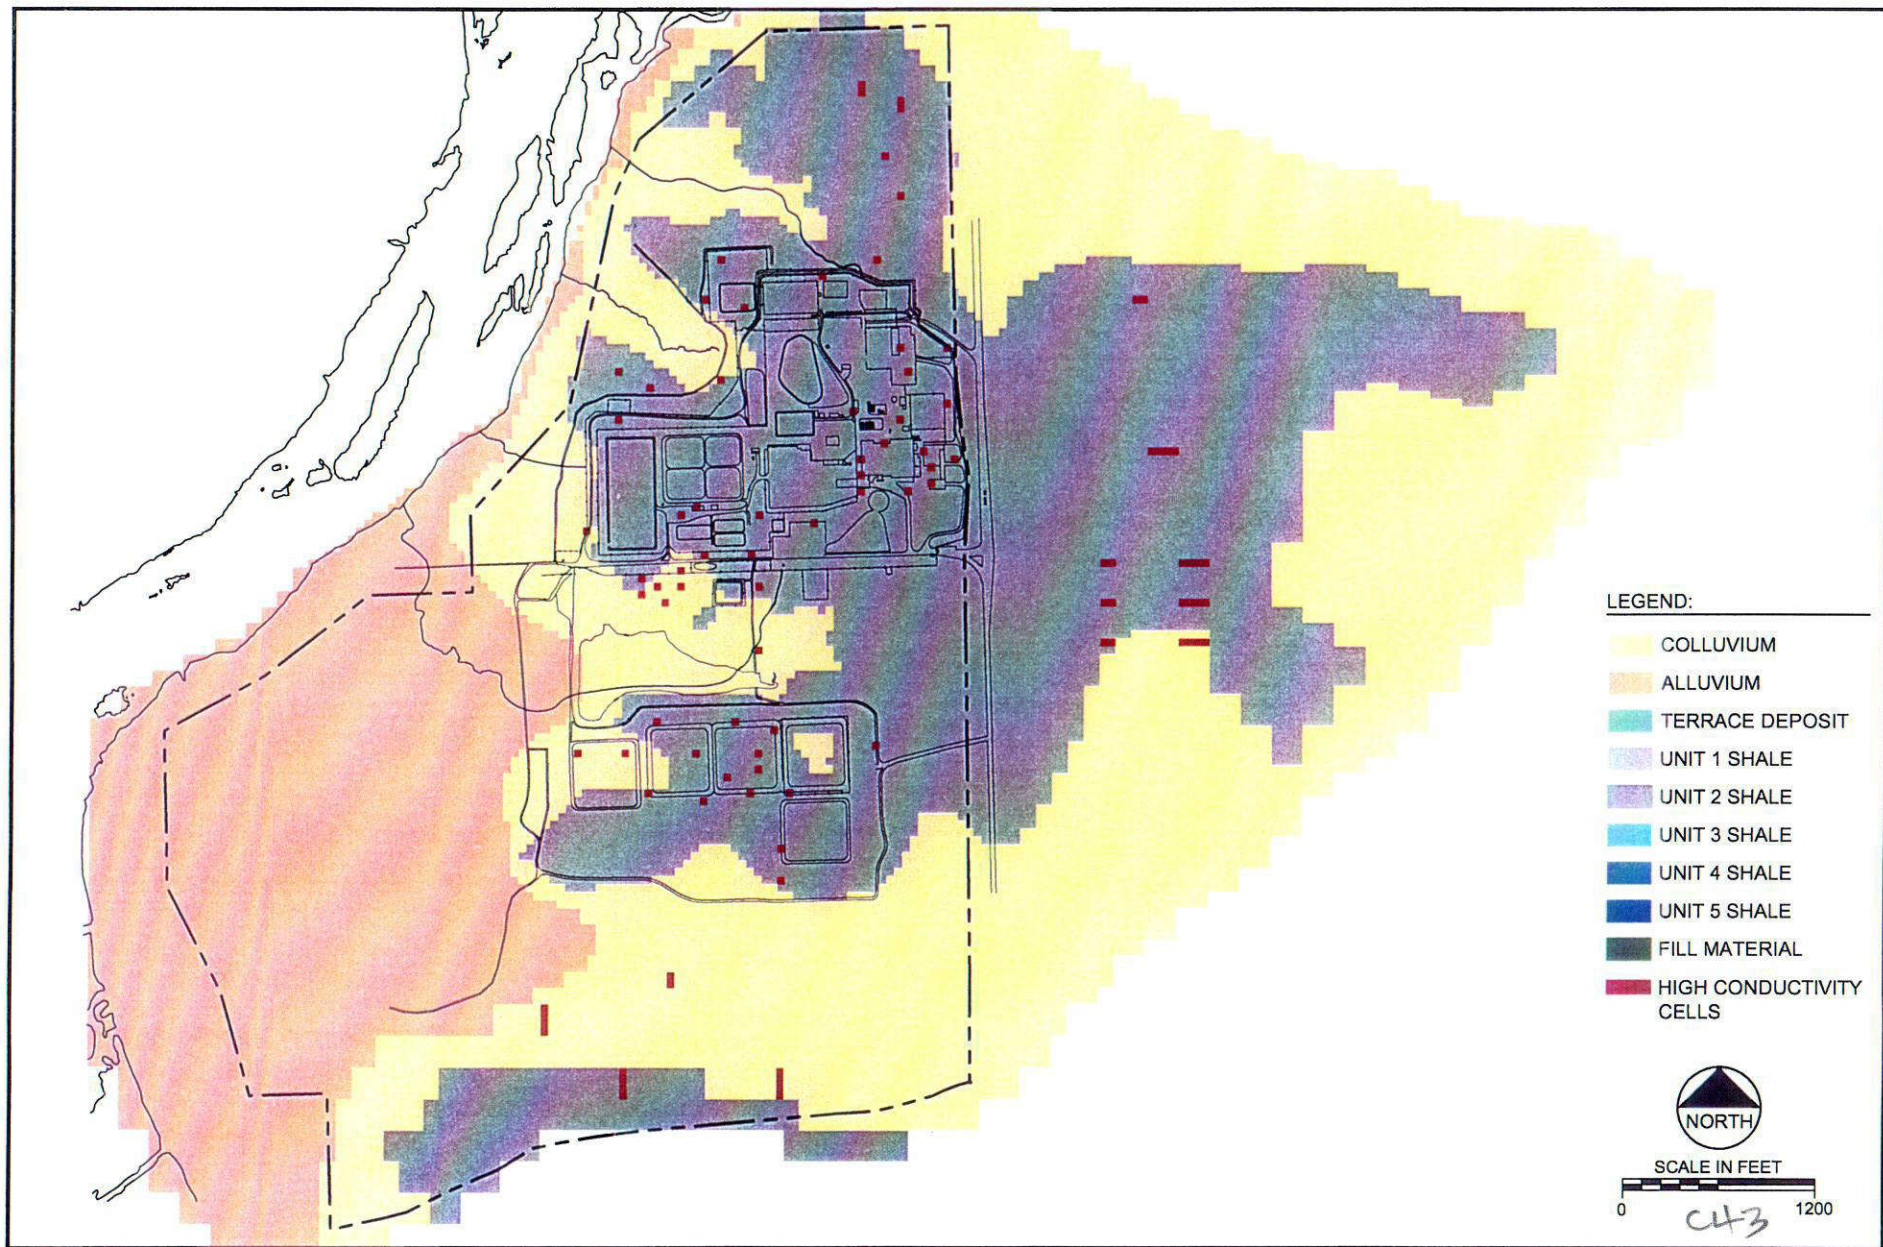 LEGEND:
COLLUVIUM
ALLUVIUM
TERRACE DEPOSIT
UNIT 1 SHALE
UNIT 2 SHALE
UNIT 3 SHALE
UNIT 4 SHALE
UNIT 5 SHALE
FILL MATERIAL
HIGH CONDUCTIVITY
CELLS
NORTH
SCALE IN FEET
0 1200
C43